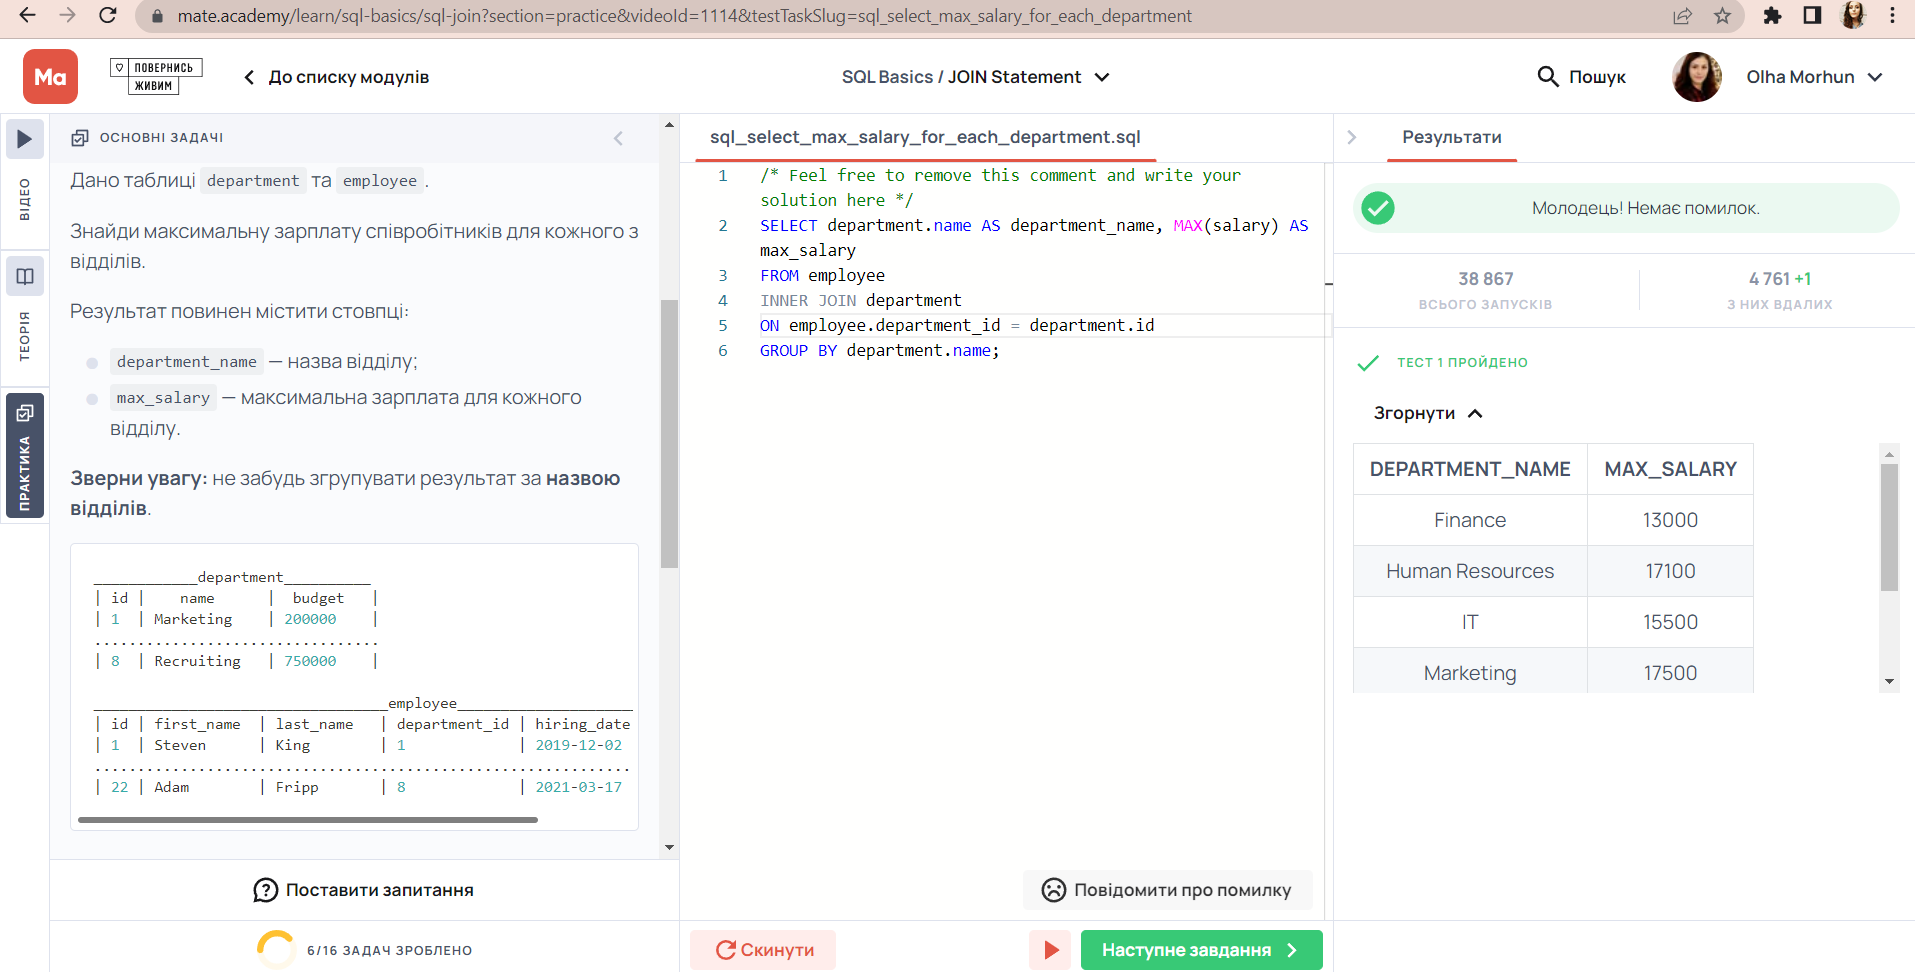 mate.academy/learn/sql-basics/sql-join?section=practice&videoId=1114&testTaskSlug=sql_select_max_salary_for_each_department
Ma
ПОВЕРНИСЬ
ЖИВИМ
До списку модулів
SQL Basics / JOIN Statement
Пошук
Olha Morhun
ВІДЕО
ТЕОРІЯ
ПРАКТИКА
ОСНОВНІ ЗАДАЧІ
Дано таблиці department та employee.
Знайди максимальну зарплату співробітників для кожного з
відділів.
Результат повинен містити стовпці:
department_name — назва відділу;
max_salary — максимальна зарплата для кожного
відділу.
Зверни увагу: не забудь згрупувати результат за назвою
відділів.
____________department__________
| id | name | budget |
| 1 | Marketing | 200000 |
.................................
| 8 | Recruiting | 750000 |
__________________________________employee____________________
| id | first_name | last_name | department_id | hiring_date
| 1 | Steven | King | 1 | 2019-12-02
..............................................................
| 22 | Adam | Fripp | 8 | 2021-03-17
Поставити запитання
6/16 ЗАДАЧ ЗРОБЛЕНО
sql_select_max_salary_for_each_department.sql
1 /* Feel free to remove this comment and write your
solution here */
2 SELECT department.name AS department_name, MAX(salary) AS
max_salary
3 FROM employee
4 INNER JOIN department
5 ON employee.department_id = department.id
6 GROUP BY department.name;
Повідомити про помилку
Скинути
Наступне завдання
Результати
Молодець! Немає помилок.
38 867
ВСЬОГО ЗАПУСКІВ
4 761 +1
З НИХ ВДАЛИХ
ТЕСТ 1 ПРОЙДЕНО
Згорнути
DEPARTMENT_NAME MAX_SALARY
Finance 13000
Human Resources 17100
IT 15500
Marketing 17500